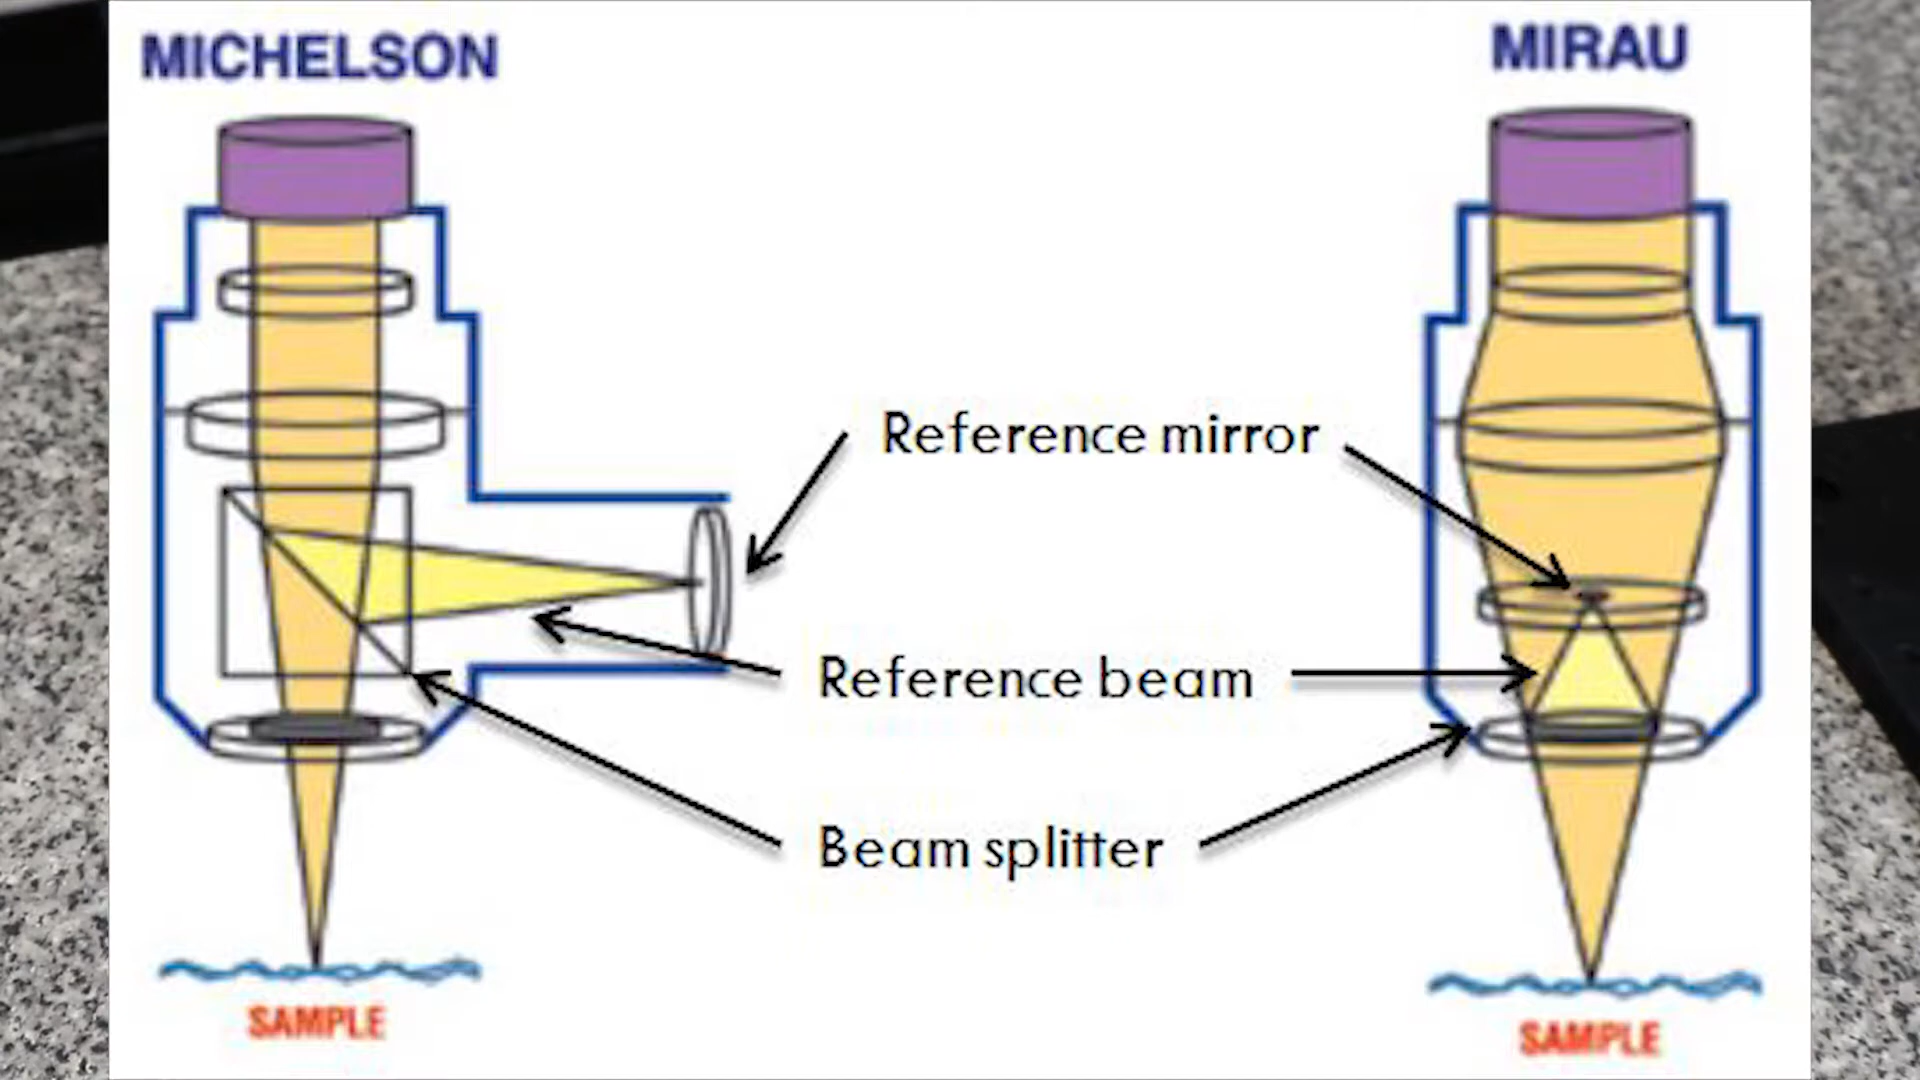 MICHELSON
MIRAU
Reference mirror
Reference beam
Beam splitter
SAMPLE
SAMPLE